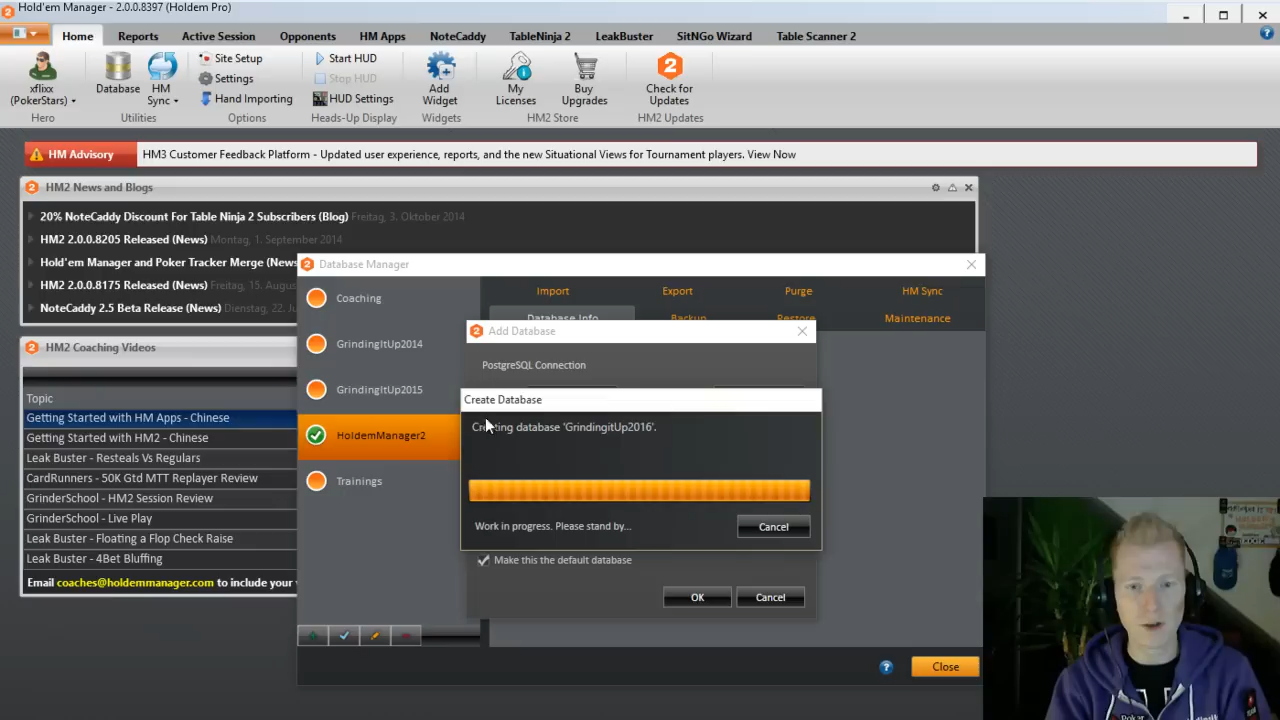 Hold'em Manager - 2.0.0.8397 (Holdem Pro)
Home Reports Active Session Opponents HM Apps NoteCaddy TableNinja 2 LeakBuster SitNGo Wizard Table Scanner 2
xflixx
(PokerStars)
Hero
Database
HM
Sync
Utilities
Site Setup
Settings
Hand Importing
Options
Start HUD
Stop HUD
HUD Settings
Heads-Up Display
Add
Widget
Widgets
My
Licenses
Buy
Upgrades
HM2 Store
2
Check for
Updates
HM2 Updates
HM Advisory
HM3 Customer Feedback Platform - Updated user experience, reports, and the new Situational Views for Tournament players. View Now
2 HM2 News and Blogs
20% NoteCaddy Discount For Table Ninja 2 Subscribers (Blog) Freitag, 3. Oktober 2014
HM2 2.0.0.8205 Released (News) Montag, 1. September 2014
Hold'em Manager and Poker Tracker Merge (News
HM2 2.0.0.8175 Released (News) Freitag, 15. Augus
NoteCaddy 2.5 Beta Release (News) Dienstag, 22. Ju
2 HM2 Coaching Videos
Topic
Getting Started with HM Apps - Chinese
Getting Started with HM2 - Chinese
Leak Buster - Resteals Vs Regulars
CardRunners - 50K Gtd MTT Replayer Review
GrinderSchool - HM2 Session Review
GrinderSchool - Live Play
Leak Buster - Floating a Flop Check Raise
Leak Buster - 4Bet Bluffing
Email coaches@holdemmanager.com to include your
2 Database Manager
Coaching
GrindingItUp2014
GrindingItUp2015
HoldemManager2
Trainings
Import Export Purge HM Sync
Database Info Backup Restore Maintenance
2 Add Database
PostgreSQL Connection
Create Database
Creating database 'GrindingitUp2016'.
Work in progress. Please stand by...
Cancel
Make this the default database
OK Cancel
Close